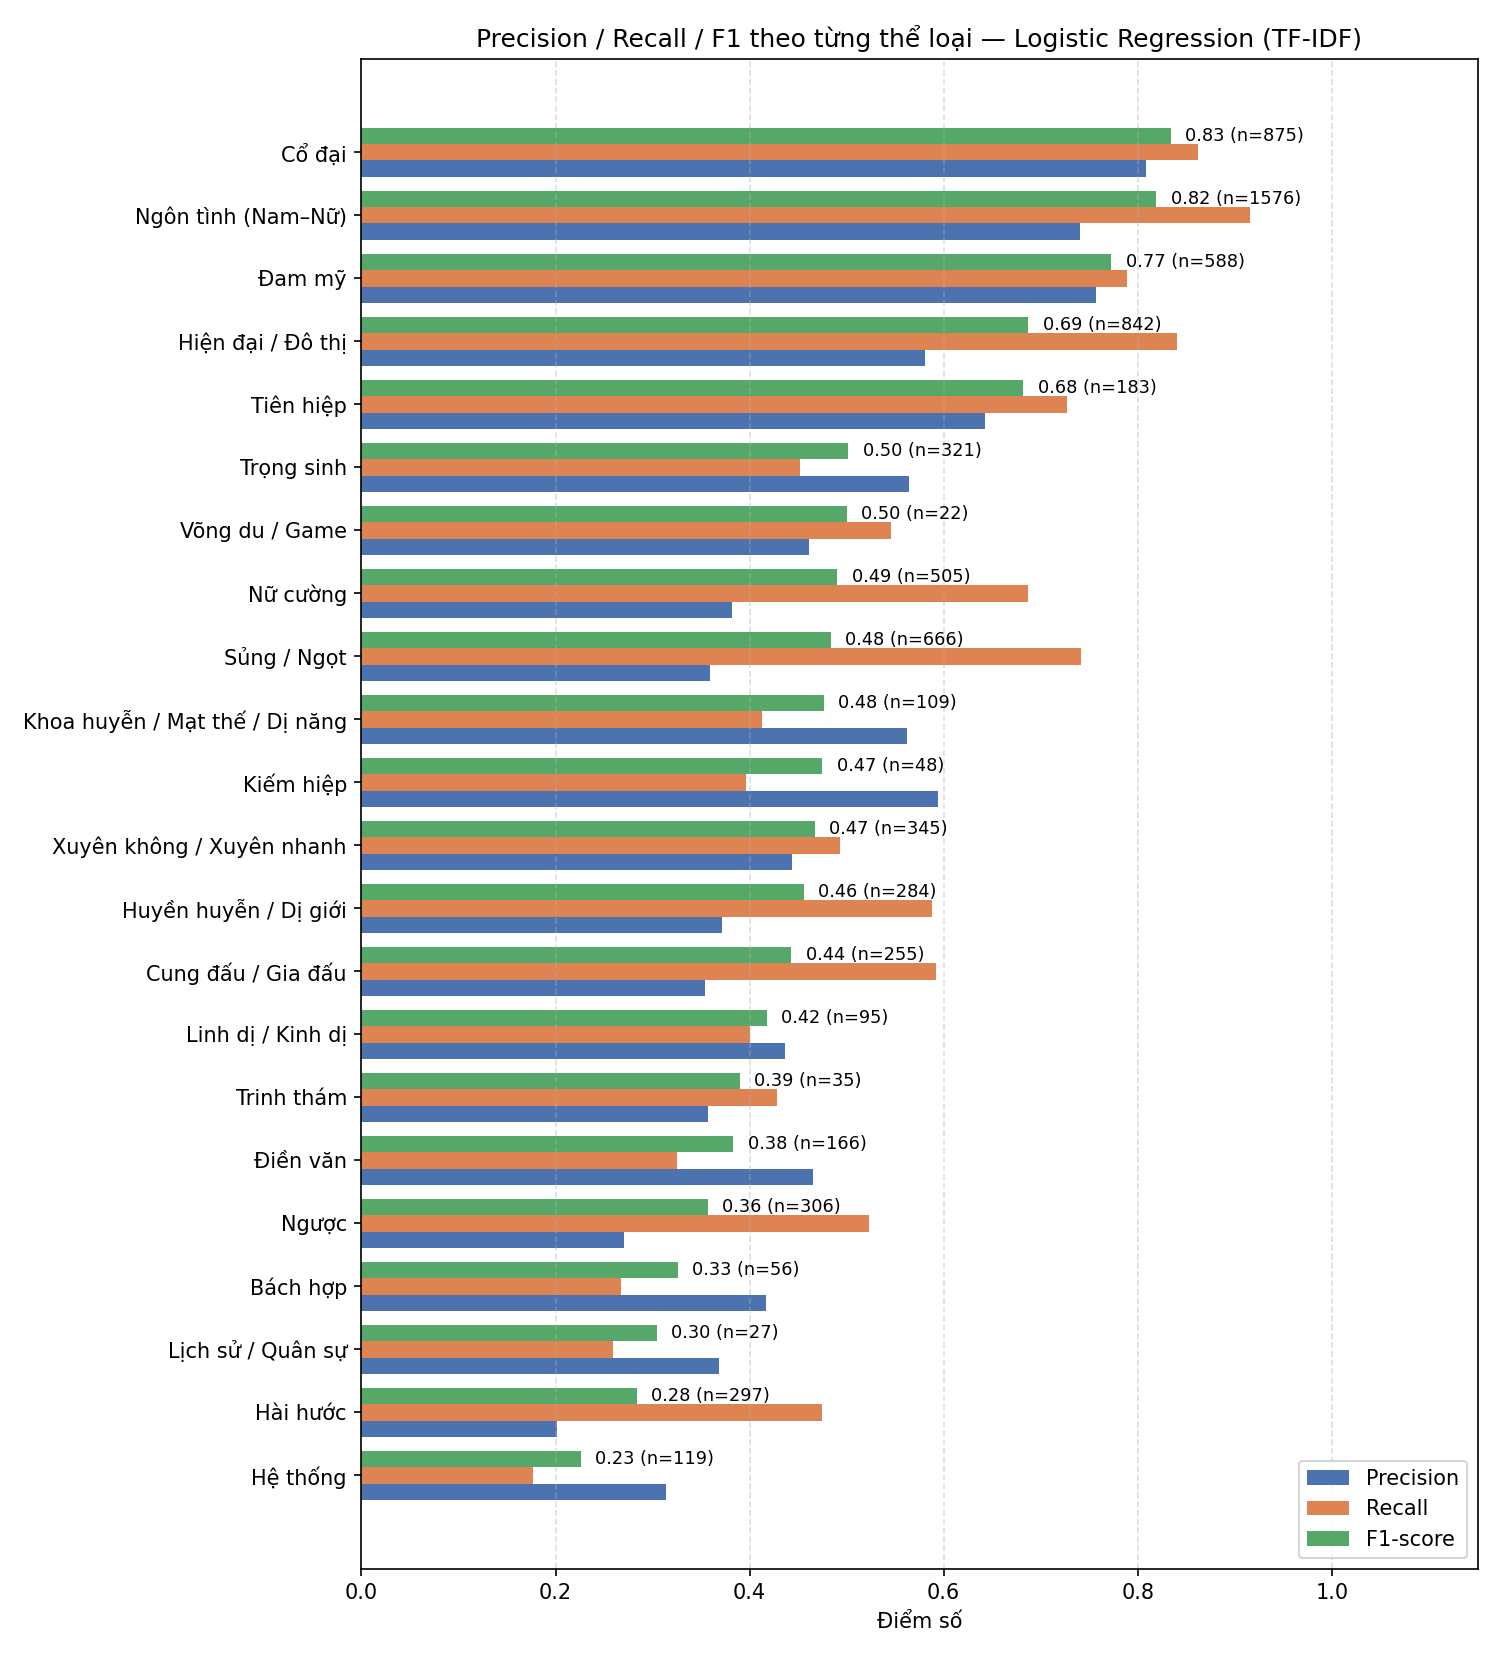 Precision / Recall / F1 theo từng thể loại — Logistic Regression (TF-IDF)
Cổ đại
0.83 (n=875)
Ngôn tình (Nam–Nữ)
0.82 (n=1576)
Đam mỹ
0.77 (n=588)
Hiện đại / Đô thị
0.69 (n=842)
Tiên hiệp
0.68 (n=183)
Trọng sinh
0.50 (n=321)
Võng du / Game
0.50 (n=22)
Nữ cường
0.49 (n=505)
Sủng / Ngọt
0.48 (n=666)
Khoa huyễn / Mạt thế / Dị năng
0.48 (n=109)
Kiếm hiệp
0.47 (n=48)
Xuyên không / Xuyên nhanh
0.47 (n=345)
Huyền huyễn / Dị giới
0.46 (n=284)
Cung đấu / Gia đấu
0.44 (n=255)
Linh dị / Kinh dị
0.42 (n=95)
Trinh thám
0.39 (n=35)
Điền văn
0.38 (n=166)
Ngược
0.36 (n=306)
Bách hợp
0.33 (n=56)
Lịch sử / Quân sự
0.30 (n=27)
Hài hước
0.28 (n=297)
Hệ thống
0.23 (n=119)
Precision
Recall
F1-score
0.0 0.2 0.4 0.6 0.8 1.0
Điểm số